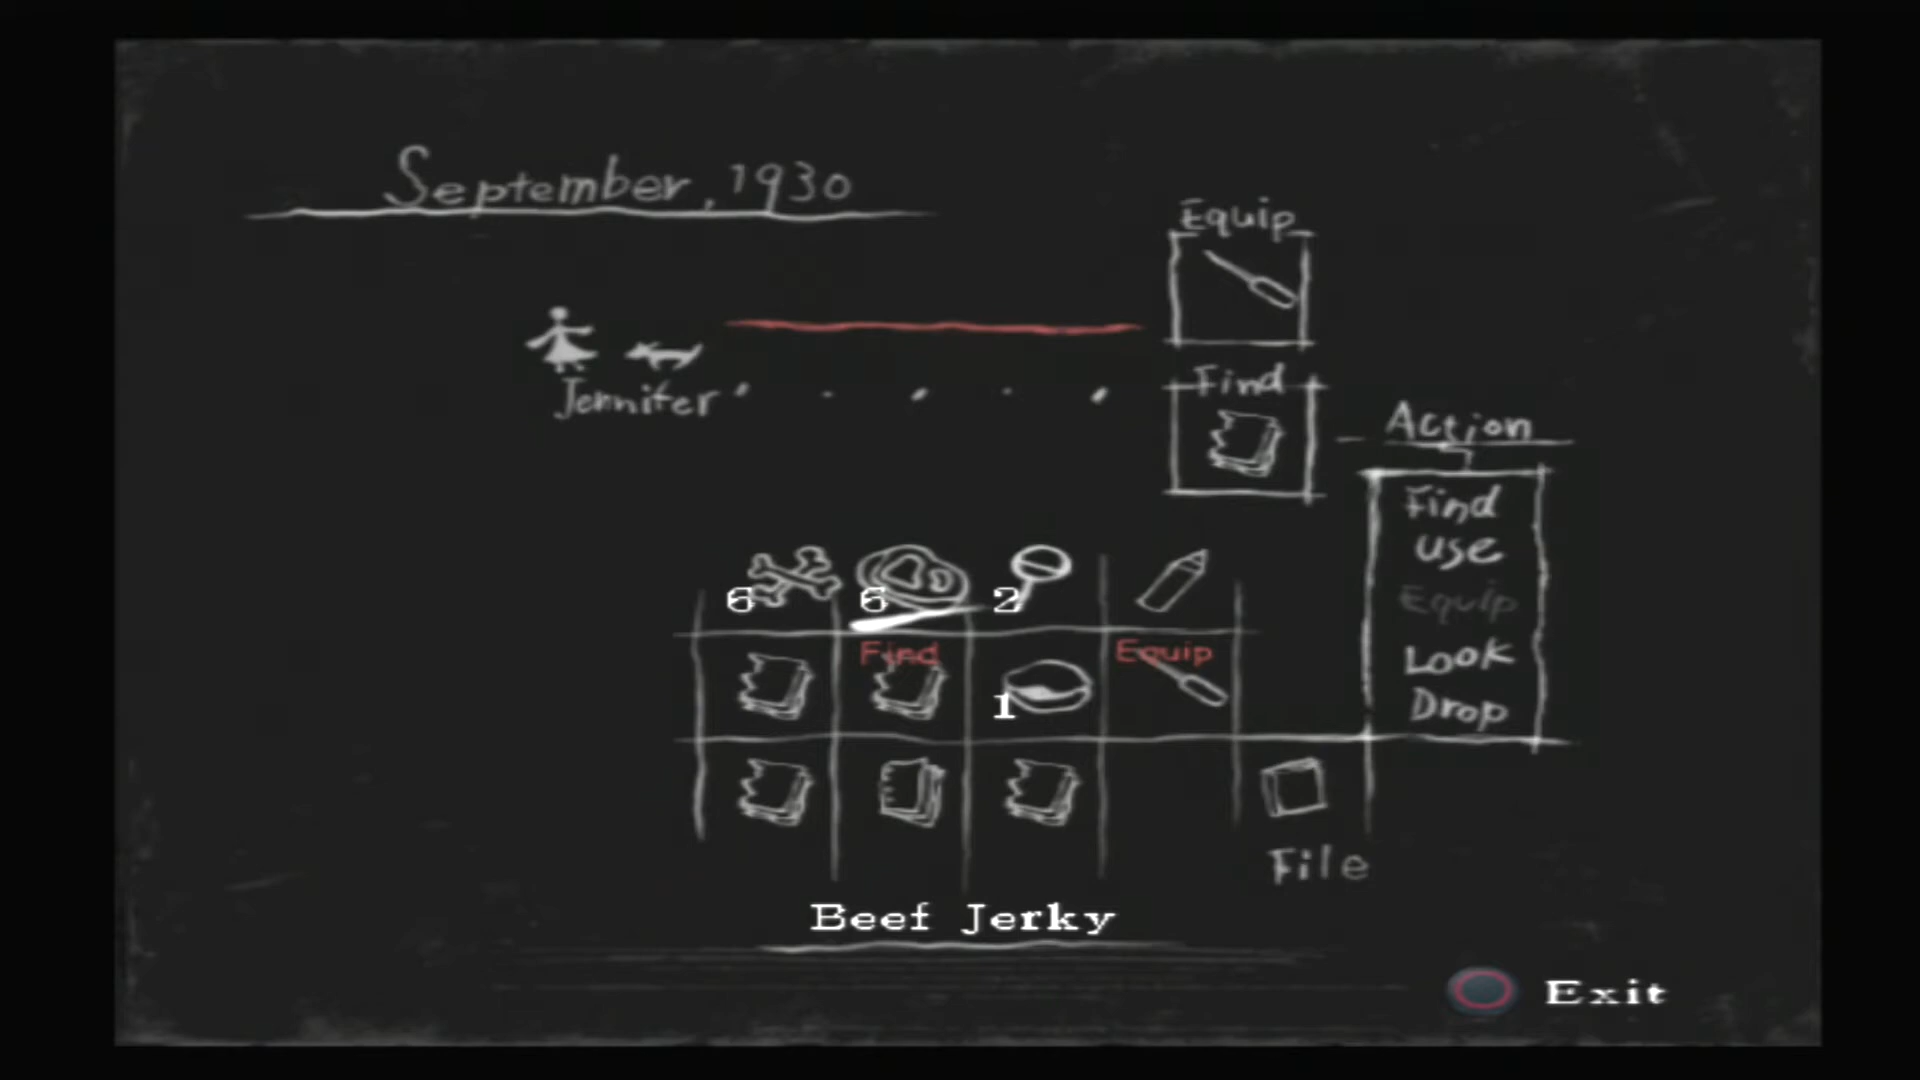 September, 1930
Equip
Jennifer
Find
Action
Find
Use
Equip
Look
Drop
6 6 2
Find Equip
1
File
Beef Jerky
Exit